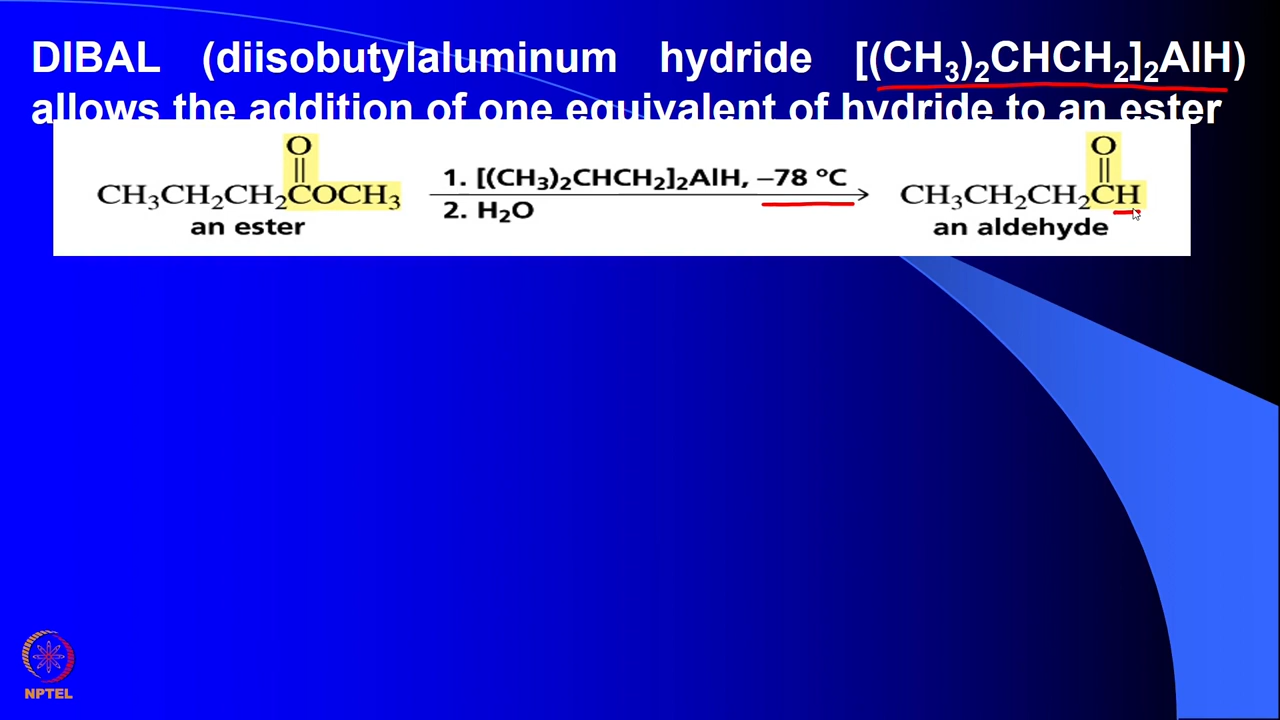 DIBAL (diisobutylaluminum hydride [(CH₃)₂CHCH₂]₂AlH)
allows the addition of one equivalent of hydride to an ester
O
CH₃CH₂CH₂COCH₃
an ester
1. [(CH₃)₂CHCH₂]₂AlH, –78 °C
2. H₂O
O
CH₃CH₂CH₂CH
an aldehyde
NPTEL